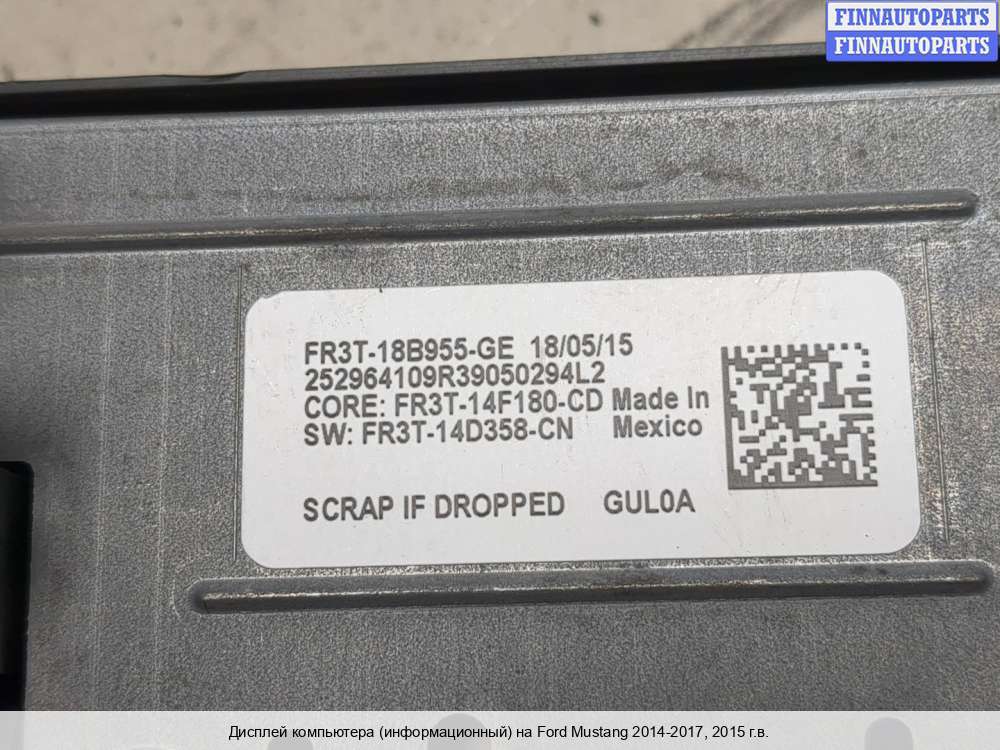 FINNAUTOPARTS
FINNAUTOPARTS
FR3T-18B955-GE 18/05/15
252964109R39050294L2
CORE: FR3T-14F180-CD Made In
SW: FR3T-14D358-CN Mexico
SCRAP IF DROPPED GUL0A
Дисплей компьютера (информационный) на Ford Mustang 2014-2017, 2015 г.в.